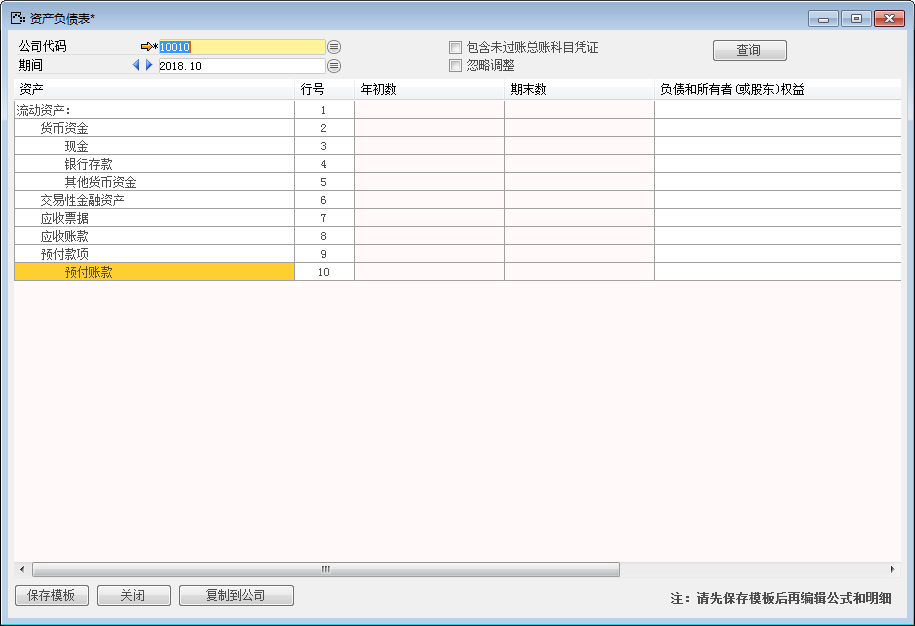 资产负债表*
公司代码 *10010
包含未过账总账科目凭证
查询
期间 2018.10
忽略调整
资产 行号 年初数 期末数 负债和所有者(或股东)权益
流动资产: 1
货币资金 2
现金 3
银行存款 4
其他货币资金 5
交易性金融资产 6
应收票据 7
应收账款 8
预付款项 9
预付账款 10
保存模板 关闭 复制到公司 注: 请先保存模板后再编辑公式和明细